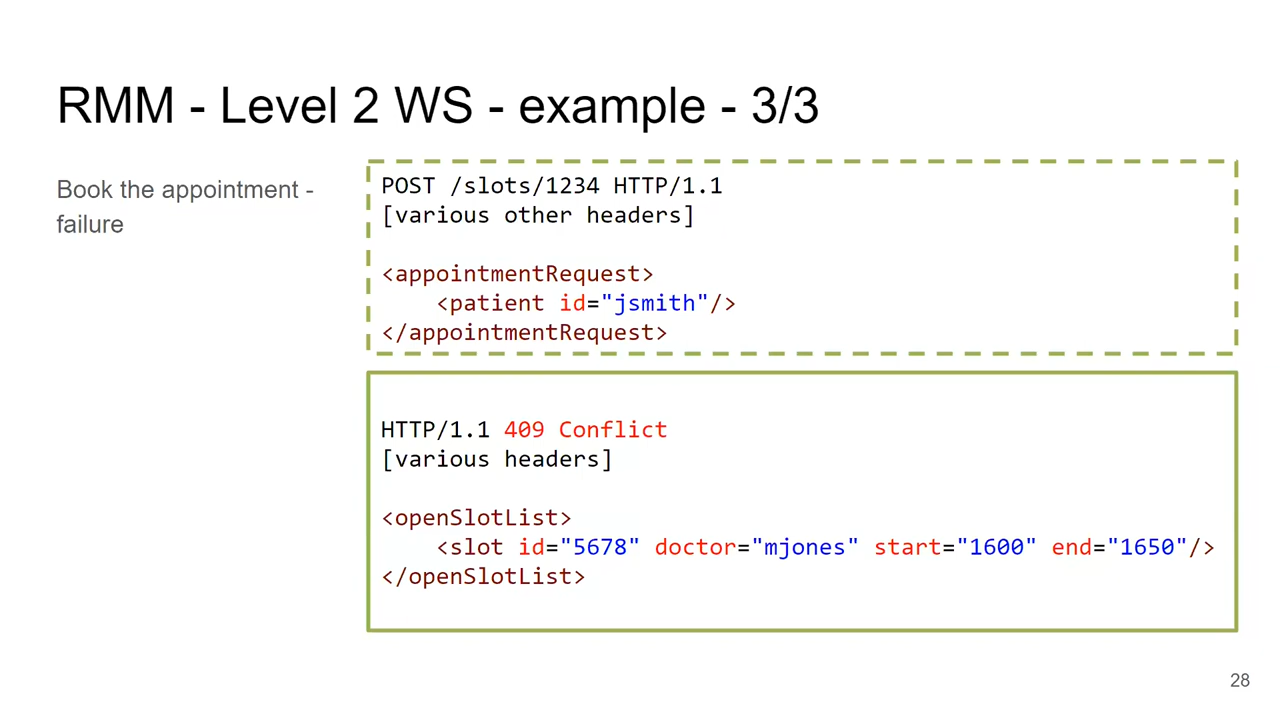 RMM - Level 2 WS - example - 3/3
Book the appointment -
failure
POST /slots/1234 HTTP/1.1
[various other headers]
<appointmentRequest>
    <patient id="jsmith"/>
</appointmentRequest>
HTTP/1.1 409 Conflict
[various headers]
<openSlotList>
    <slot id="5678" doctor="mjones" start="1600" end="1650"/>
</openSlotList>
28